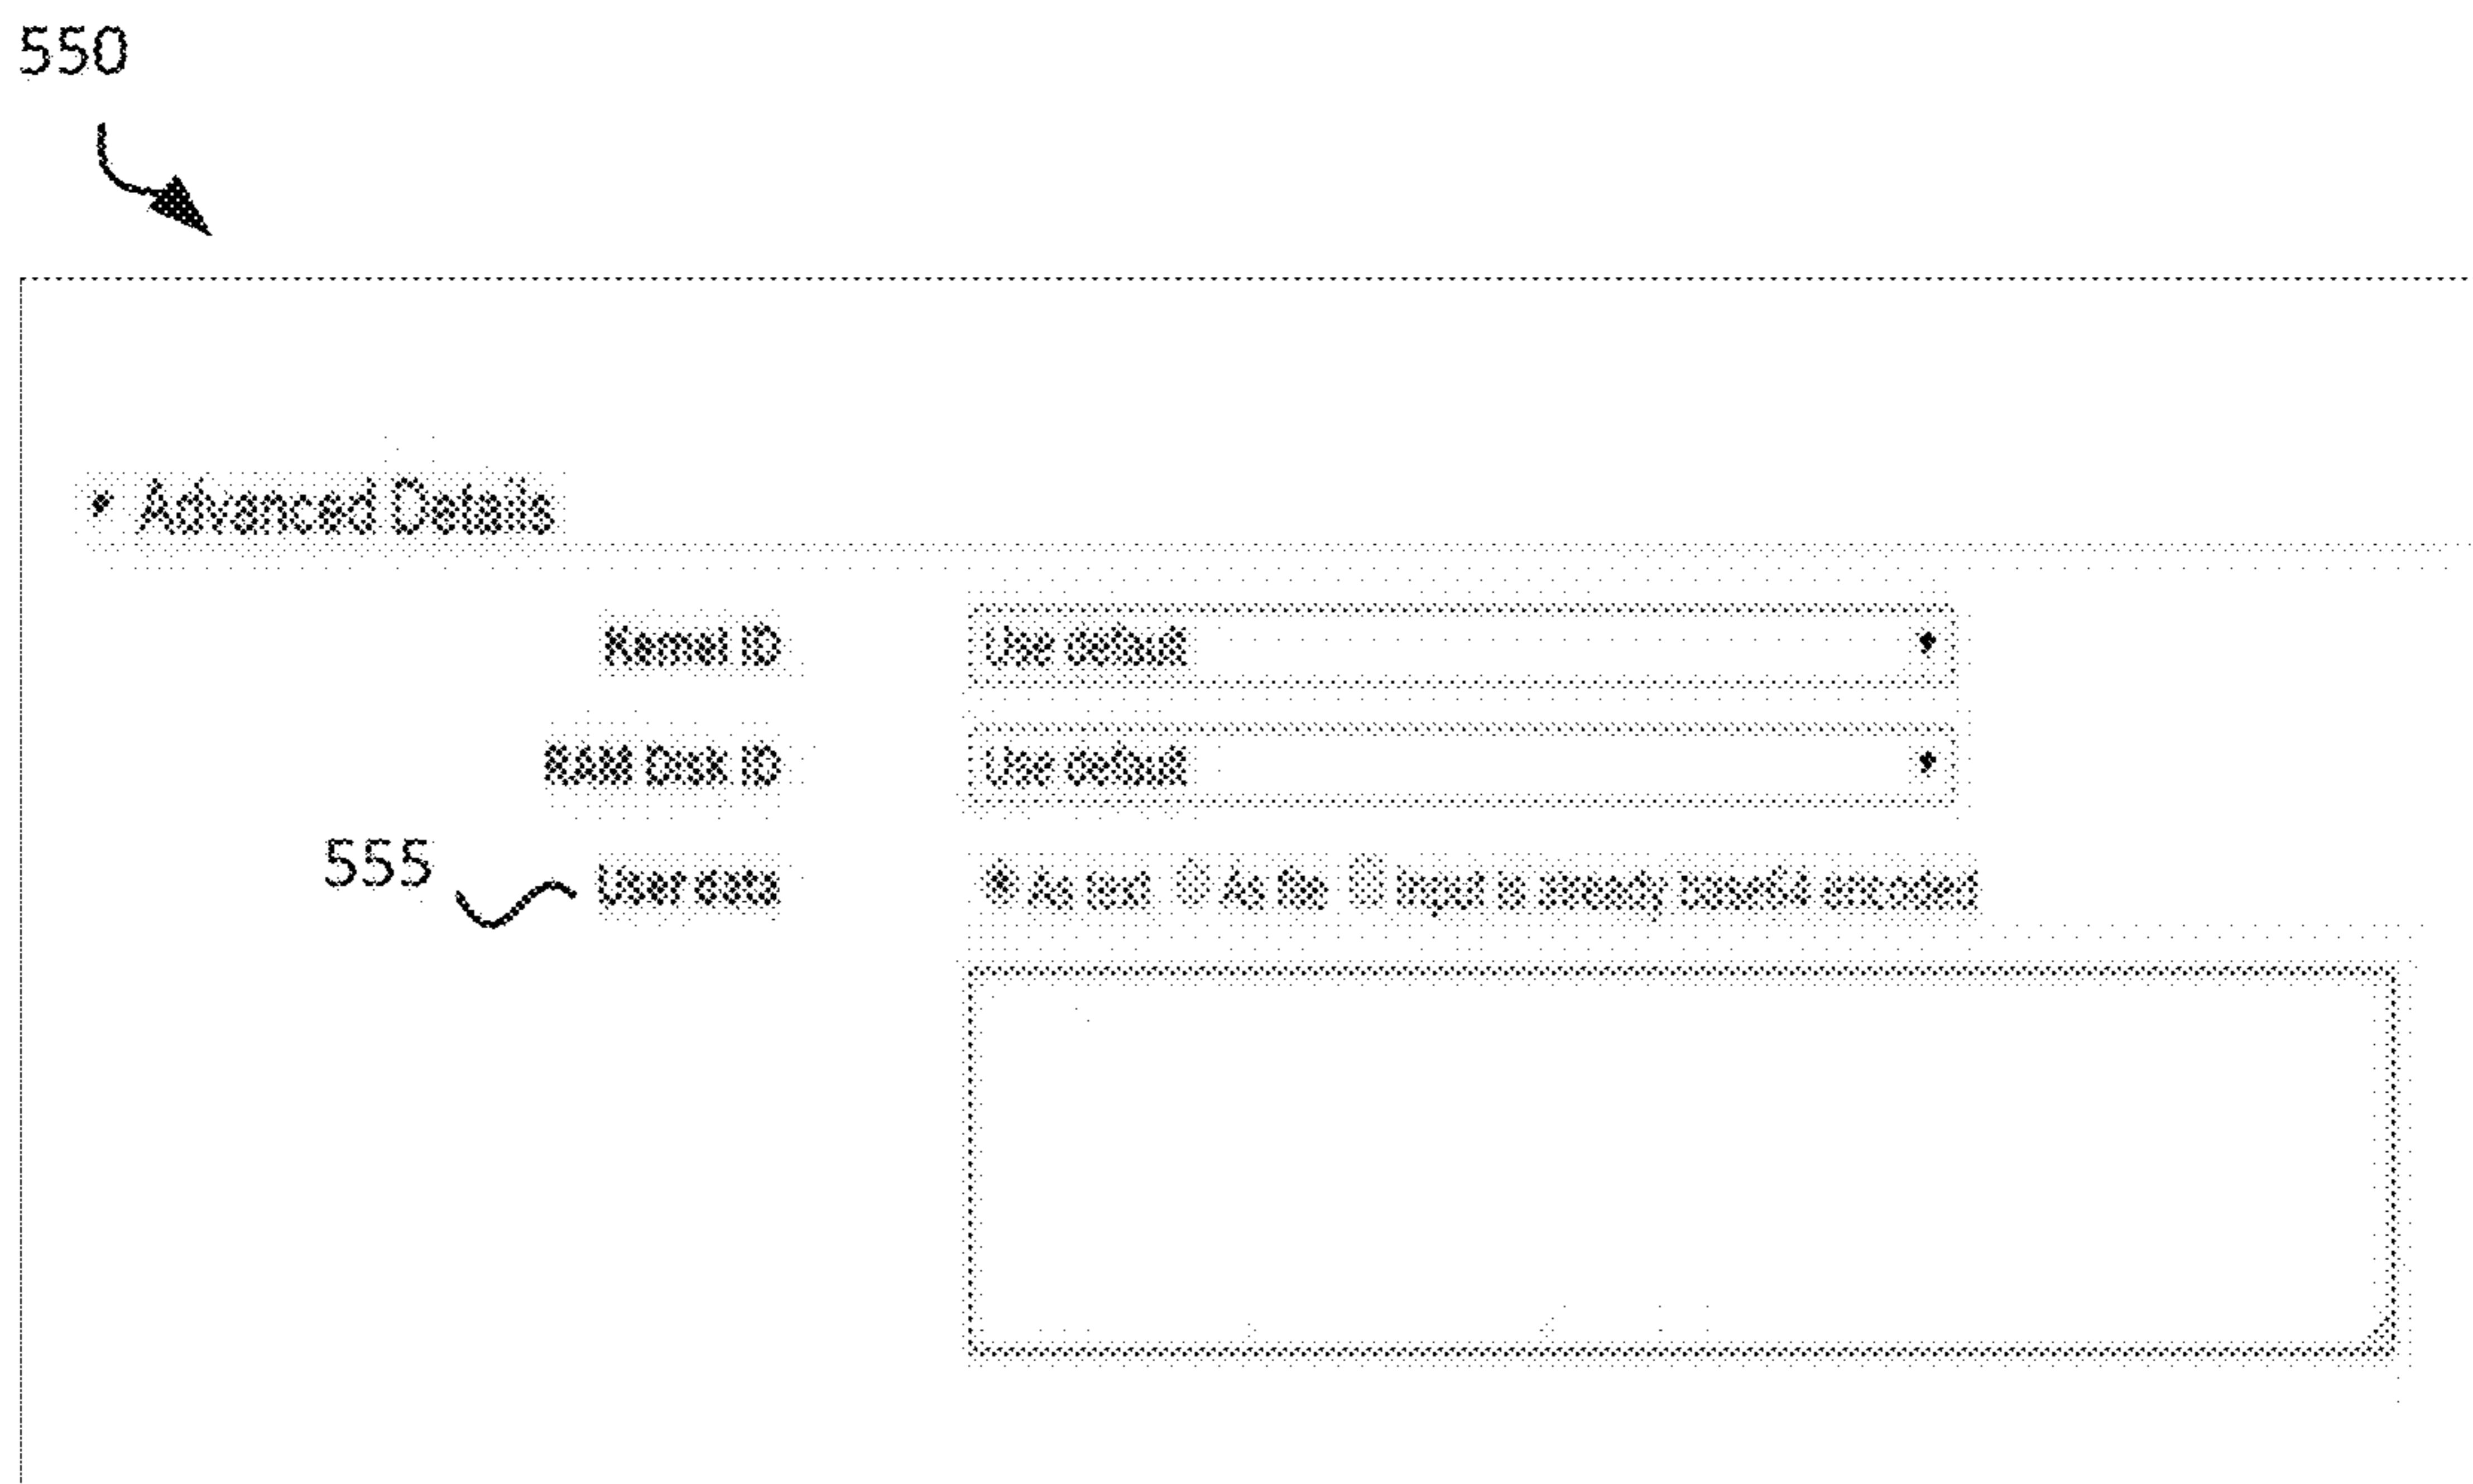 550
Advanced Details
Kernel ID Use default
RAM Disk ID Use default
555 User data As text As file Input is already base64 encoded